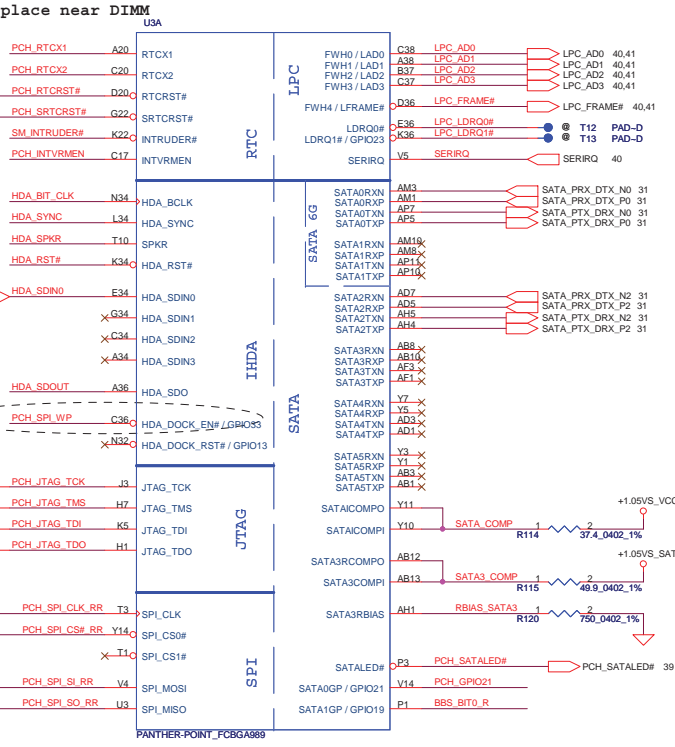 place near DIMM
U3A
PCH_RTCX1 A20 RTCX1
PCH_RTCX2 C20 RTCX2
PCH_RTCRST# D20 RTCRST#
PCH_SRTCRST# G22 SRTCRST#
SM_INTRUDER# K22 INTRUDER#
PCH_INTVRMEN C17 INTVRMEN
RTC
LPC
FWH0 / LAD0 C38 LPC_AD0 LPC_AD0 40,41
FWH1 / LAD1 A38 LPC_AD1 LPC_AD1 40,41
FWH2 / LAD2 B37 LPC_AD2 LPC_AD2 40,41
FWH3 / LAD3 C37 LPC_AD3 LPC_AD3 40,41
FWH4 / LFRAME# D36 LPC_FRAME# LPC_FRAME# 40,41
LDRQ0# E36 LPC_LDRQ0# @ T12 PAD~D
LDRQ1# / GPIO23 K36 LPC_LDRQ1# @ T13 PAD~D
SERIRQ V5 SERIRQ SERIRQ 40
HDA_BIT_CLK N34 HDA_BCLK
HDA_SYNC L34 HDA_SYNC
HDA_SPKR T10 SPKR
HDA_RST# K34 HDA_RST#
HDA_SDIN0 E34 HDA_SDIN0
G34 HDA_SDIN1
C34 HDA_SDIN2
A34 HDA_SDIN3
HDA_SDOUT A36 HDA_SDO
PCH_SPI_WP C36 HDA_DOCK_EN# / GPIO33
N32 HDA_DOCK_RST# / GPIO13
IHDA
SATA 6G
SATA
SATA0RXN AM3 SATA_PRX_DTX_N0 31
SATA0RXP AM1 SATA_PRX_DTX_P0 31
SATA0TXN AP7 SATA_PTX_DRX_N0 31
SATA0TXP AP5 SATA_PTX_DRX_P0 31
SATA1RXN AM10
SATA1RXP AM8
SATA1TXN AP11
SATA1TXP AP10
SATA2RXN AD7 SATA_PRX_DTX_N2 31
SATA2RXP AD5 SATA_PRX_DTX_P2 31
SATA2TXN AH5 SATA_PTX_DRX_N2 31
SATA2TXP AH4 SATA_PTX_DRX_P2 31
SATA3RXN AB8
SATA3RXP AB10
SATA3TXN AF3
SATA3TXP AF1
SATA4RXN Y7
SATA4RXP Y5
SATA4TXN AD3
SATA4TXP AD1
SATA5RXN Y3
SATA5RXP Y1
SATA5TXN AB3
SATA5TXP AB1
PCH_JTAG_TCK J3 JTAG_TCK
PCH_JTAG_TMS H7 JTAG_TMS
PCH_JTAG_TDI K5 JTAG_TDI
PCH_JTAG_TDO H1 JTAG_TDO
JTAG
+1.05VS_VCC
SATAICOMPO Y11
SATAICOMPI Y10 SATA_COMP 1 2
R114 37.4_0402_1%
+1.05VS_SAT
SATA3RCOMPO AB12
SATA3COMPI AB13 SATA3_COMP 1 2
R115 49.9_0402_1%
SATA3RBIAS AH1 RBIAS_SATA3 1 2
R120 750_0402_1%
PCH_SPI_CLK_RR T3 SPI_CLK
PCH_SPI_CS#_RR Y14 SPI_CS0#
T1 SPI_CS1#
PCH_SPI_SI_RR V4 SPI_MOSI
PCH_SPI_SO_RR U3 SPI_MISO
SPI
SATALED# P3 PCH_SATALED# PCH_SATALED# 39
SATA0GP / GPIO21 V14 PCH_GPIO21
SATA1GP / GPIO19 P1 BBS_BIT0_R
PANTHER-POINT_FCBGA989